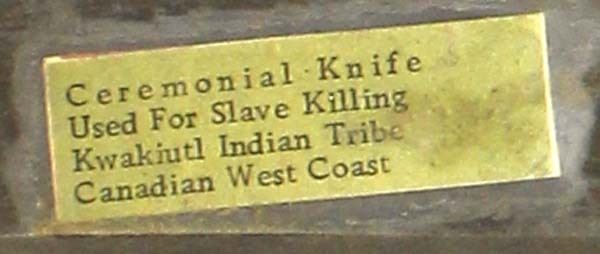 Ceremonial Knife
Used For Slave Killing
Kwakiutl Indian Tribe
Canadian West Coast